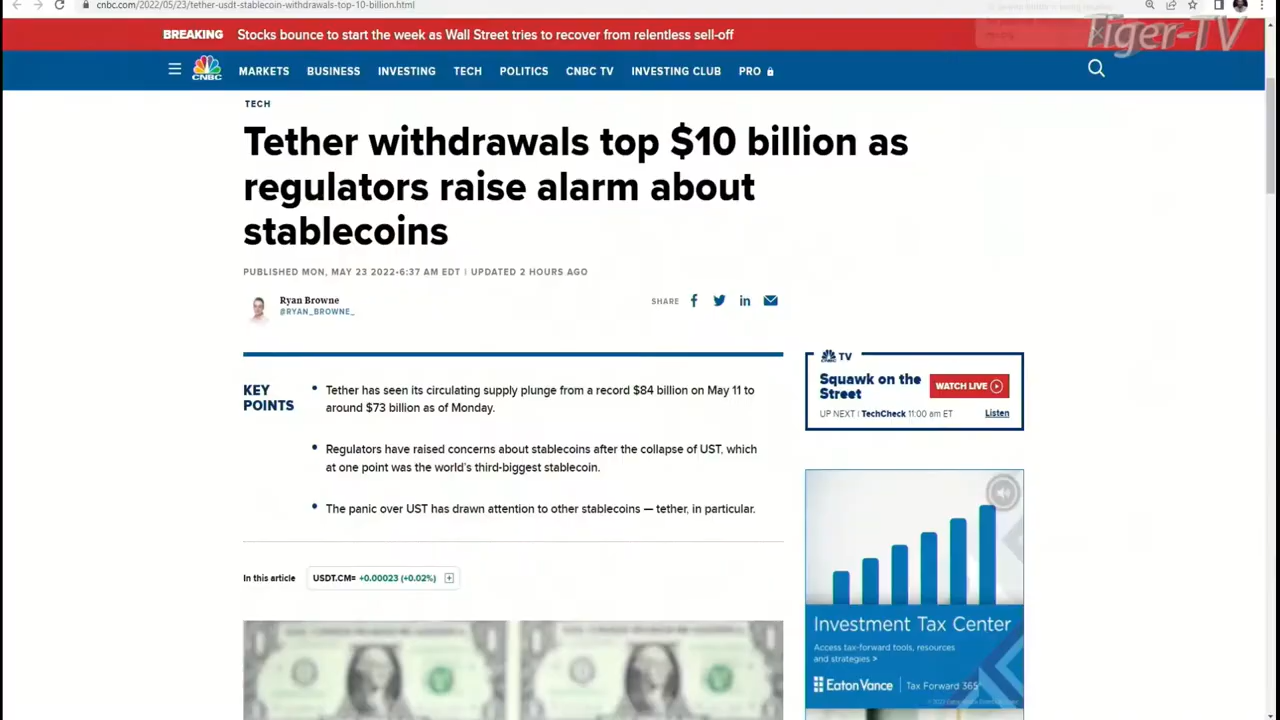 cnbc.com/2022/05/23/tether-usdt-stablecoin-withdrawals-top-10-billion.html
Tiger-TV
BREAKING Stocks bounce to start the week as Wall Street tries to recover from relentless sell-off
CNBC MARKETS BUSINESS INVESTING TECH POLITICS CNBC TV INVESTING CLUB PRO
TECH
Tether withdrawals top $10 billion as
regulators raise alarm about
stablecoins
PUBLISHED MON, MAY 23 2022•6:37 AM EDT | UPDATED 2 HOURS AGO
Ryan Browne
@RYAN_BROWNE_
SHARE
KEY
POINTS
• Tether has seen its circulating supply plunge from a record $84 billion on May 11 to
around $73 billion as of Monday.
• Regulators have raised concerns about stablecoins after the collapse of UST, which
at one point was the world's third-biggest stablecoin.
• The panic over UST has drawn attention to other stablecoins — tether, in particular.
In this article USDT.CM= +0.00023 (+0.02%)
CNBC TV
Squawk on the
Street
WATCH LIVE
UP NEXT | TechCheck 11:00 am ET
Listen
Investment Tax Center
Access tax-forward tools, resources
and strategies >
Eaton Vance | Tax Forward 365°